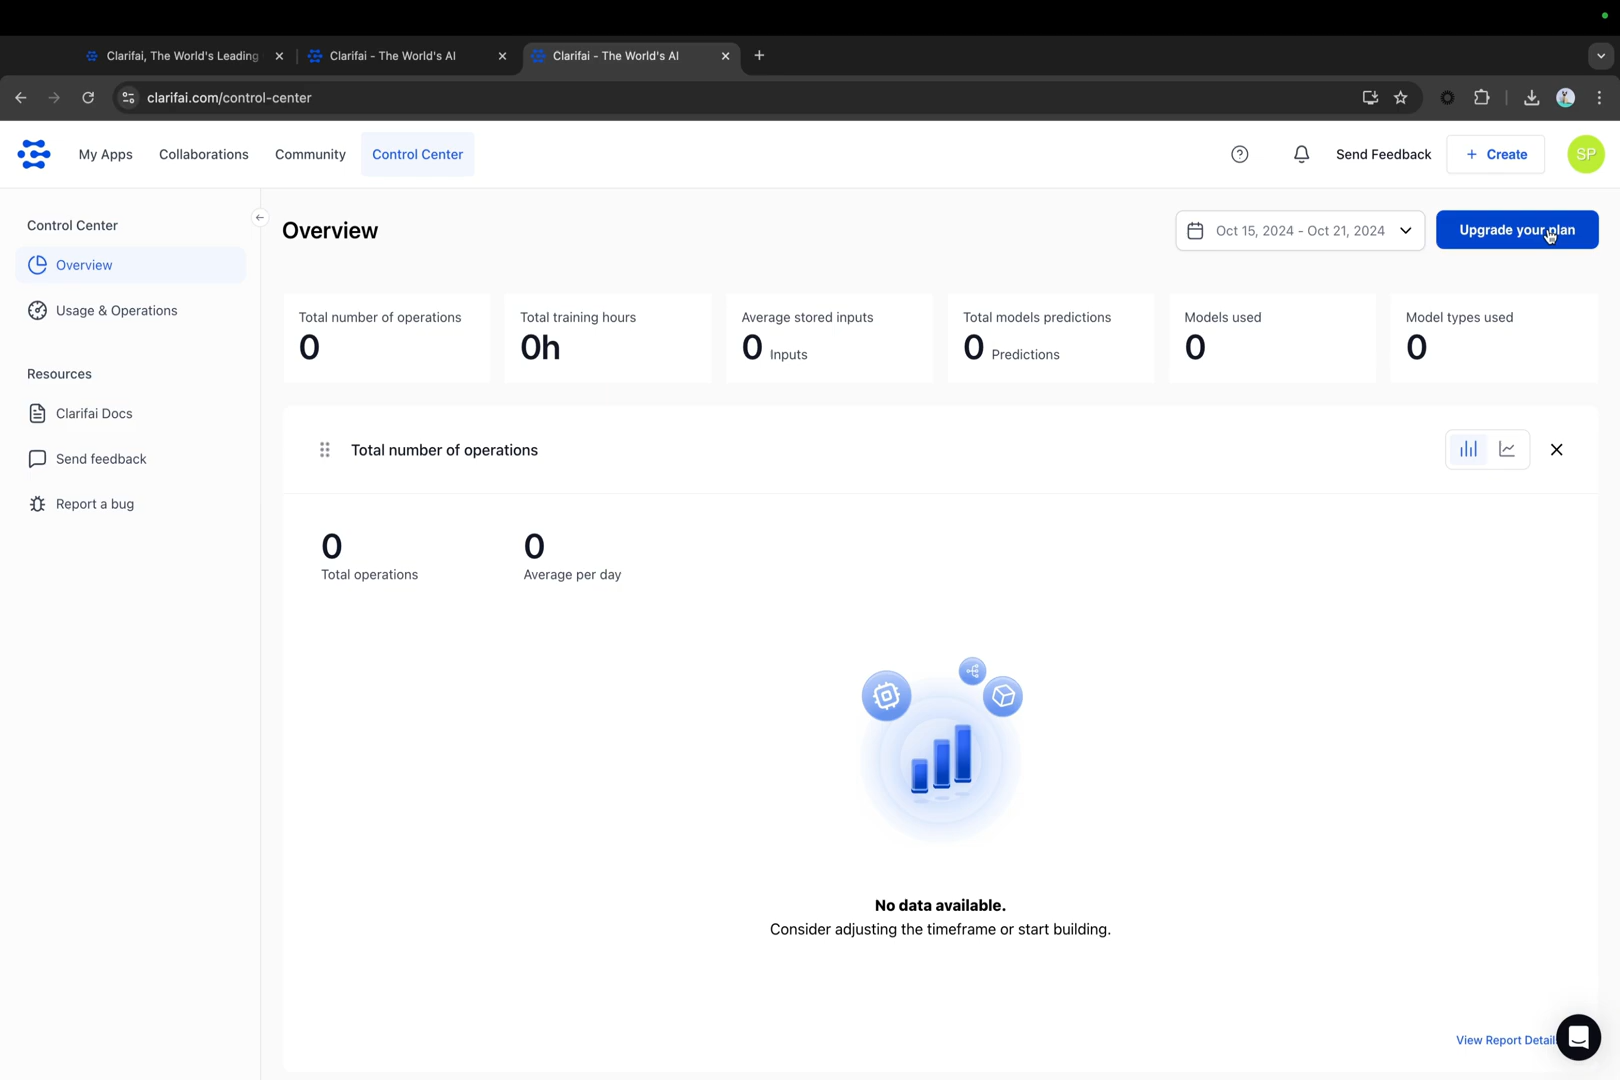 Clarifai, The World's Leading
Clarifai - The World's AI
Clarifai - The World's AI
clarifai.com/control-center
My Apps
Collaborations
Community
Control Center
Send Feedback
+ Create
SP
Control Center
Overview
Usage & Operations
Resources
Clarifai Docs
Send feedback
Report a bug
Overview
Oct 15, 2024 - Oct 21, 2024
Upgrade your plan
Total number of operations
0
Total training hours
0h
Average stored inputs
0 Inputs
Total models predictions
0 Predictions
Models used
0
Model types used
0
Total number of operations
0
Total operations
0
Average per day
No data available.
Consider adjusting the timeframe or start building.
View Report Detail